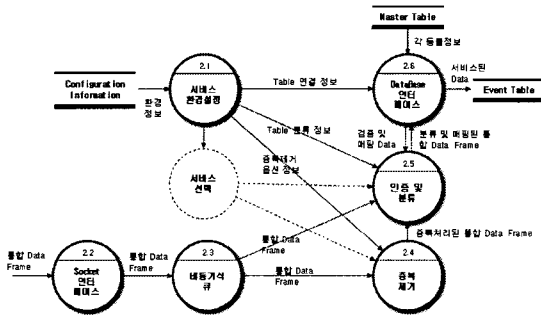 Master Table
각 등록정보
2.1
서비스
환경설정
2.6
DataBase
인터
페이스
서비스된
Data
Configuration
Information
환경
정보
Table 연결 정보
Event Table
Table 분류 정보
검증 및
매핑 Data
분류 및 매핑된 통
합 Data Frame
중복제거
옵션 정보
2.5
인증 및
분류
서비스
선택
통합 Data
Frame
중복처리된 통합 Data Frame
통합 Data
Frame
2.2
Socket
인터
페이스
통합 Data
Frame
2.3
비동기식
큐
통합 Data
Frame
2.4
중복
제거